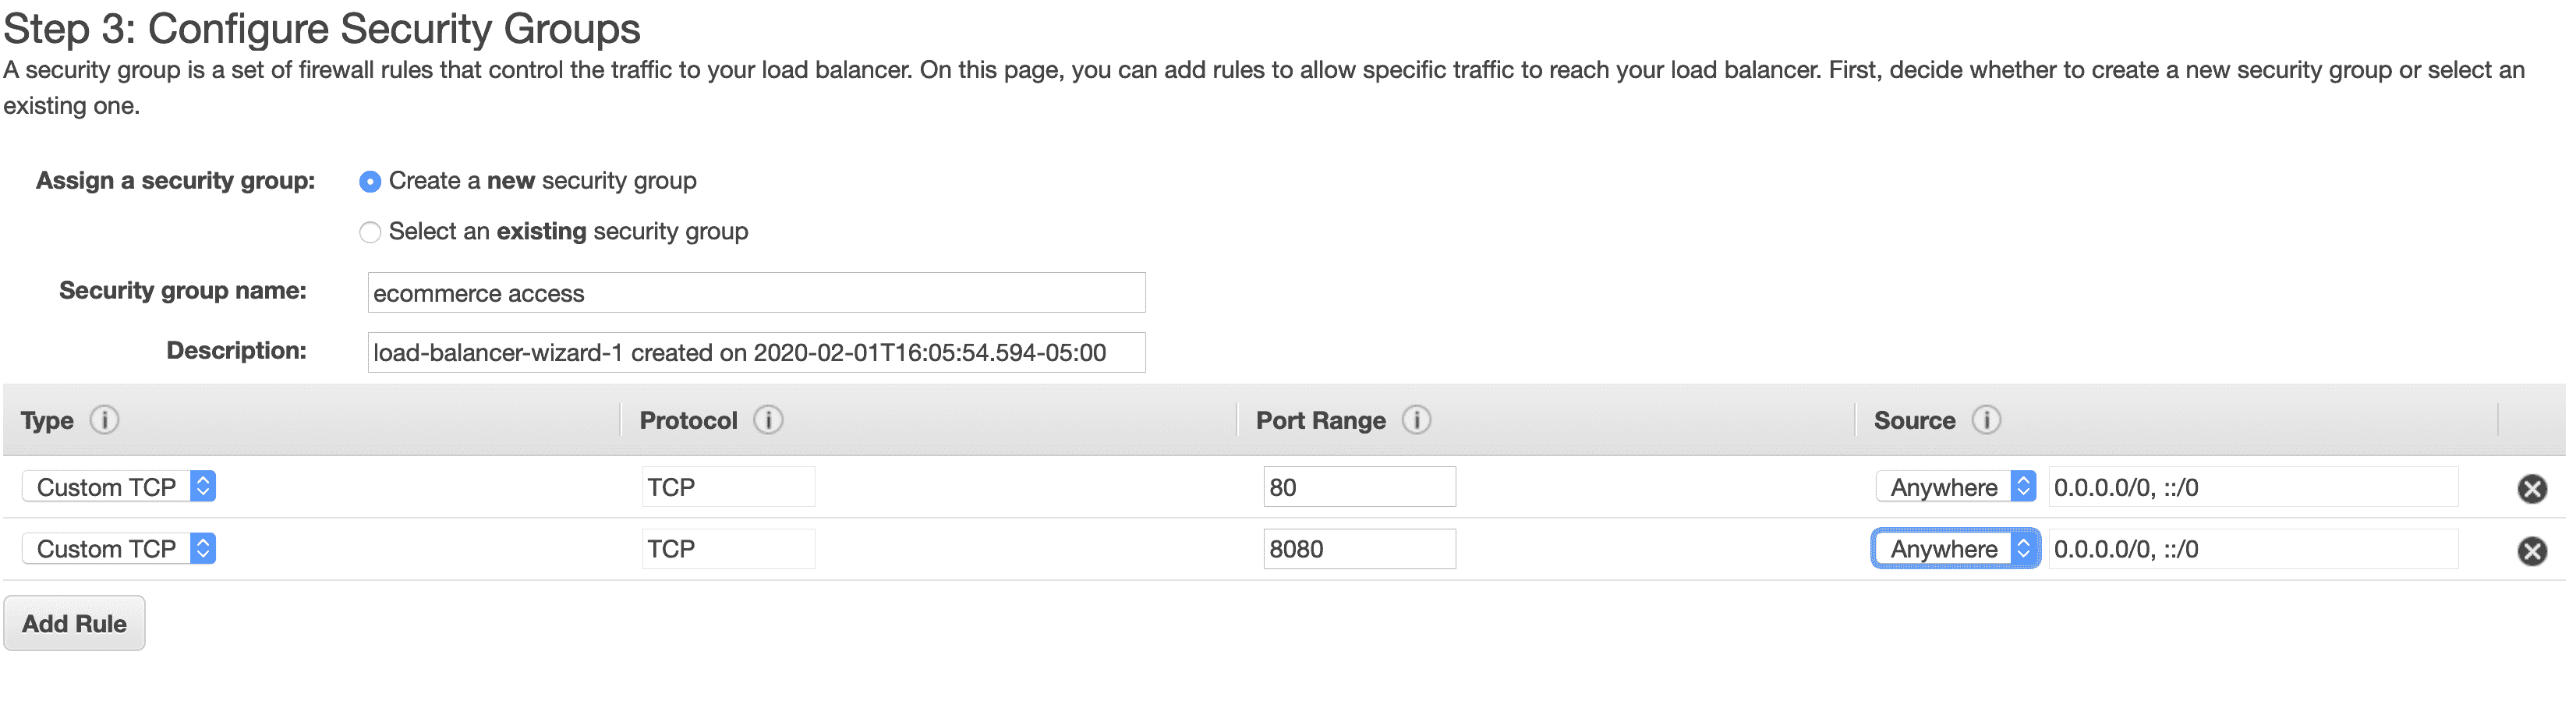 Step 3: Configure Security Groups
A security group is a set of firewall rules that control the traffic to your load balancer. On this page, you can add rules to allow specific traffic to reach your load balancer. First, decide whether to create a new security group or select an
existing one.
Assign a security group: Create a new security group
Select an existing security group
Security group name: ecommerce access
Description: load-balancer-wizard-1 created on 2020-02-01T16:05:54.594-05:00
Type i Protocol i Port Range i Source i
Custom TCP TCP 80 Anywhere 0.0.0.0/0, ::/0
Custom TCP TCP 8080 Anywhere 0.0.0.0/0, ::/0
Add Rule